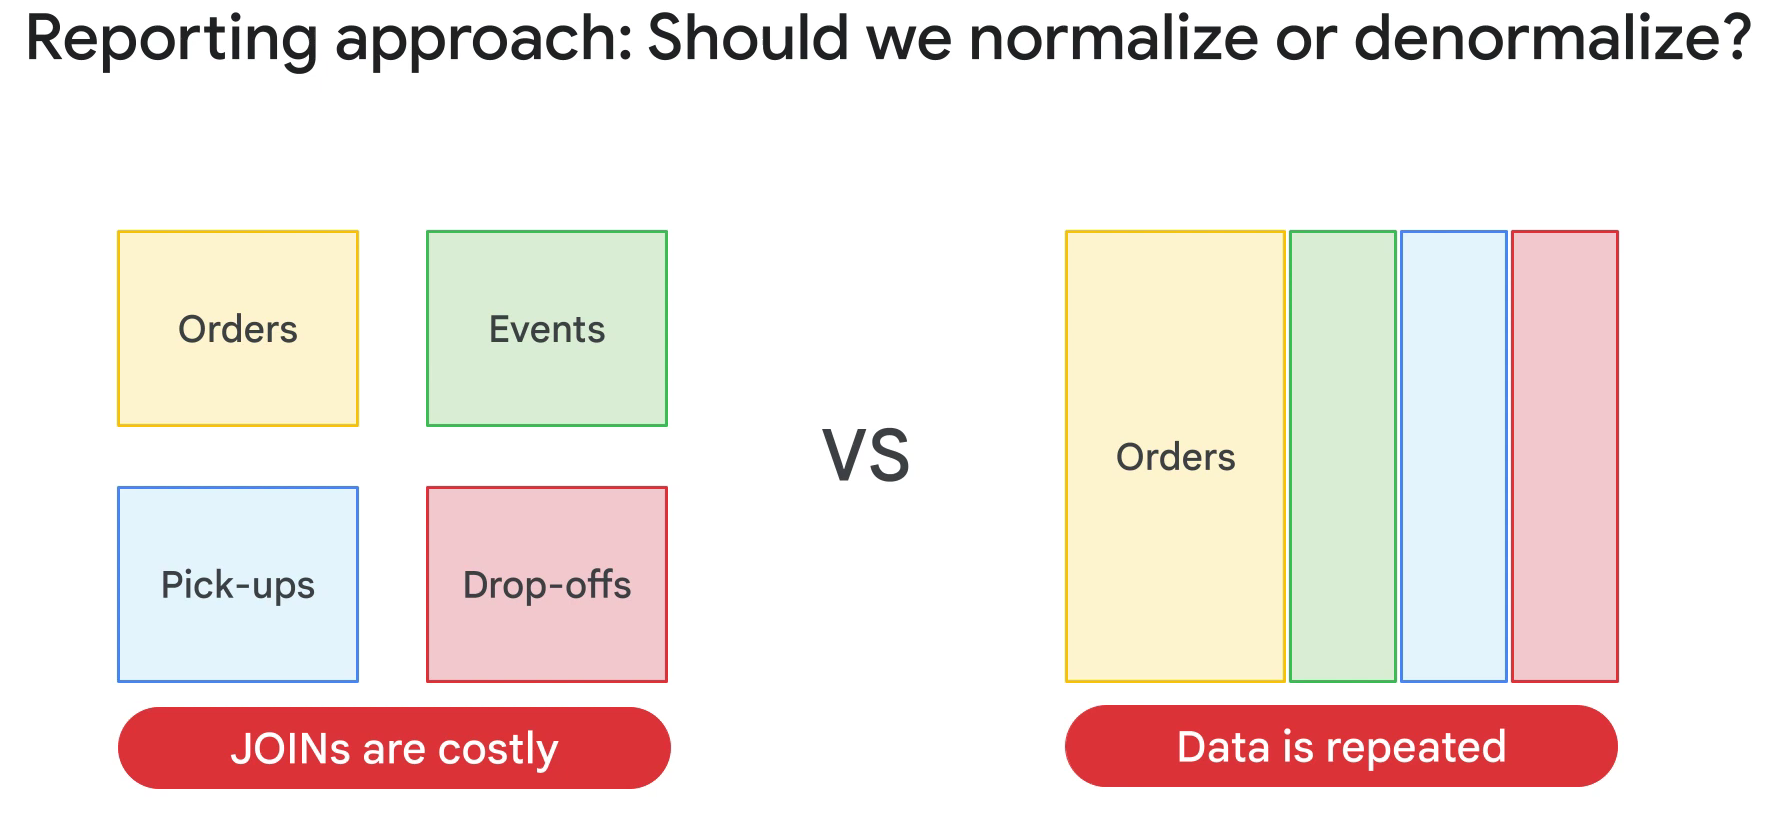 Reporting approach: Should we normalize or denormalize?
Orders
Events
Pick-ups
Drop-offs
JOINs are costly
VS
Orders
Data is repeated